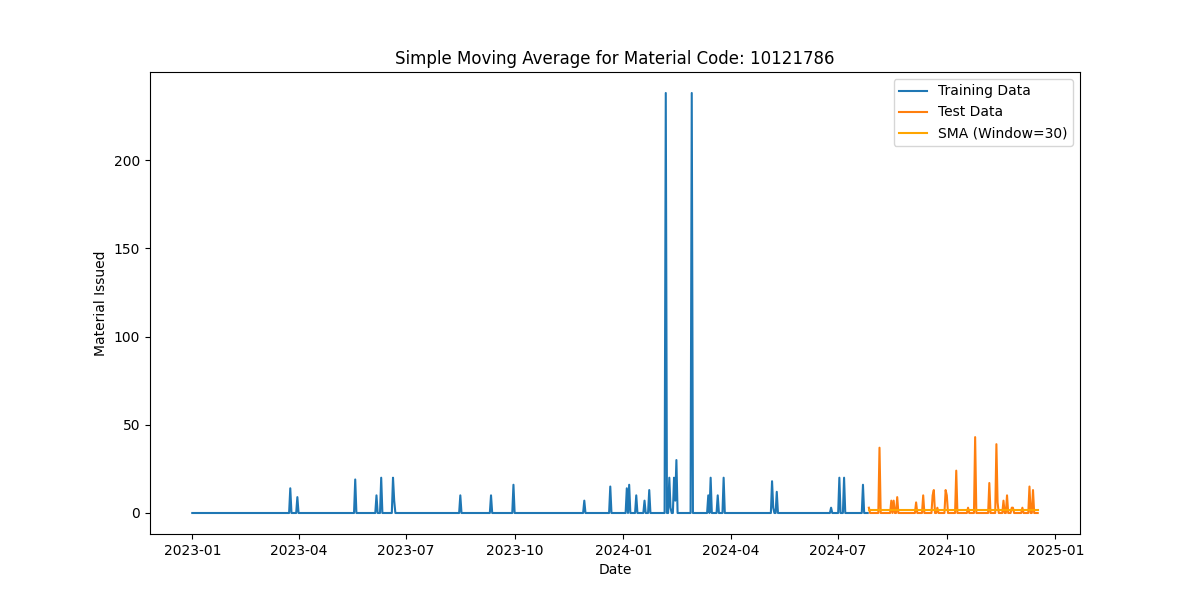 Simple Moving Average for Material Code: 10121786
Training Data
Test Data
SMA (Window=30)
Material Issued
200
150
100
50
0
2023-01 2023-04 2023-07 2023-10 2024-01 2024-04 2024-07 2024-10 2025-01
Date